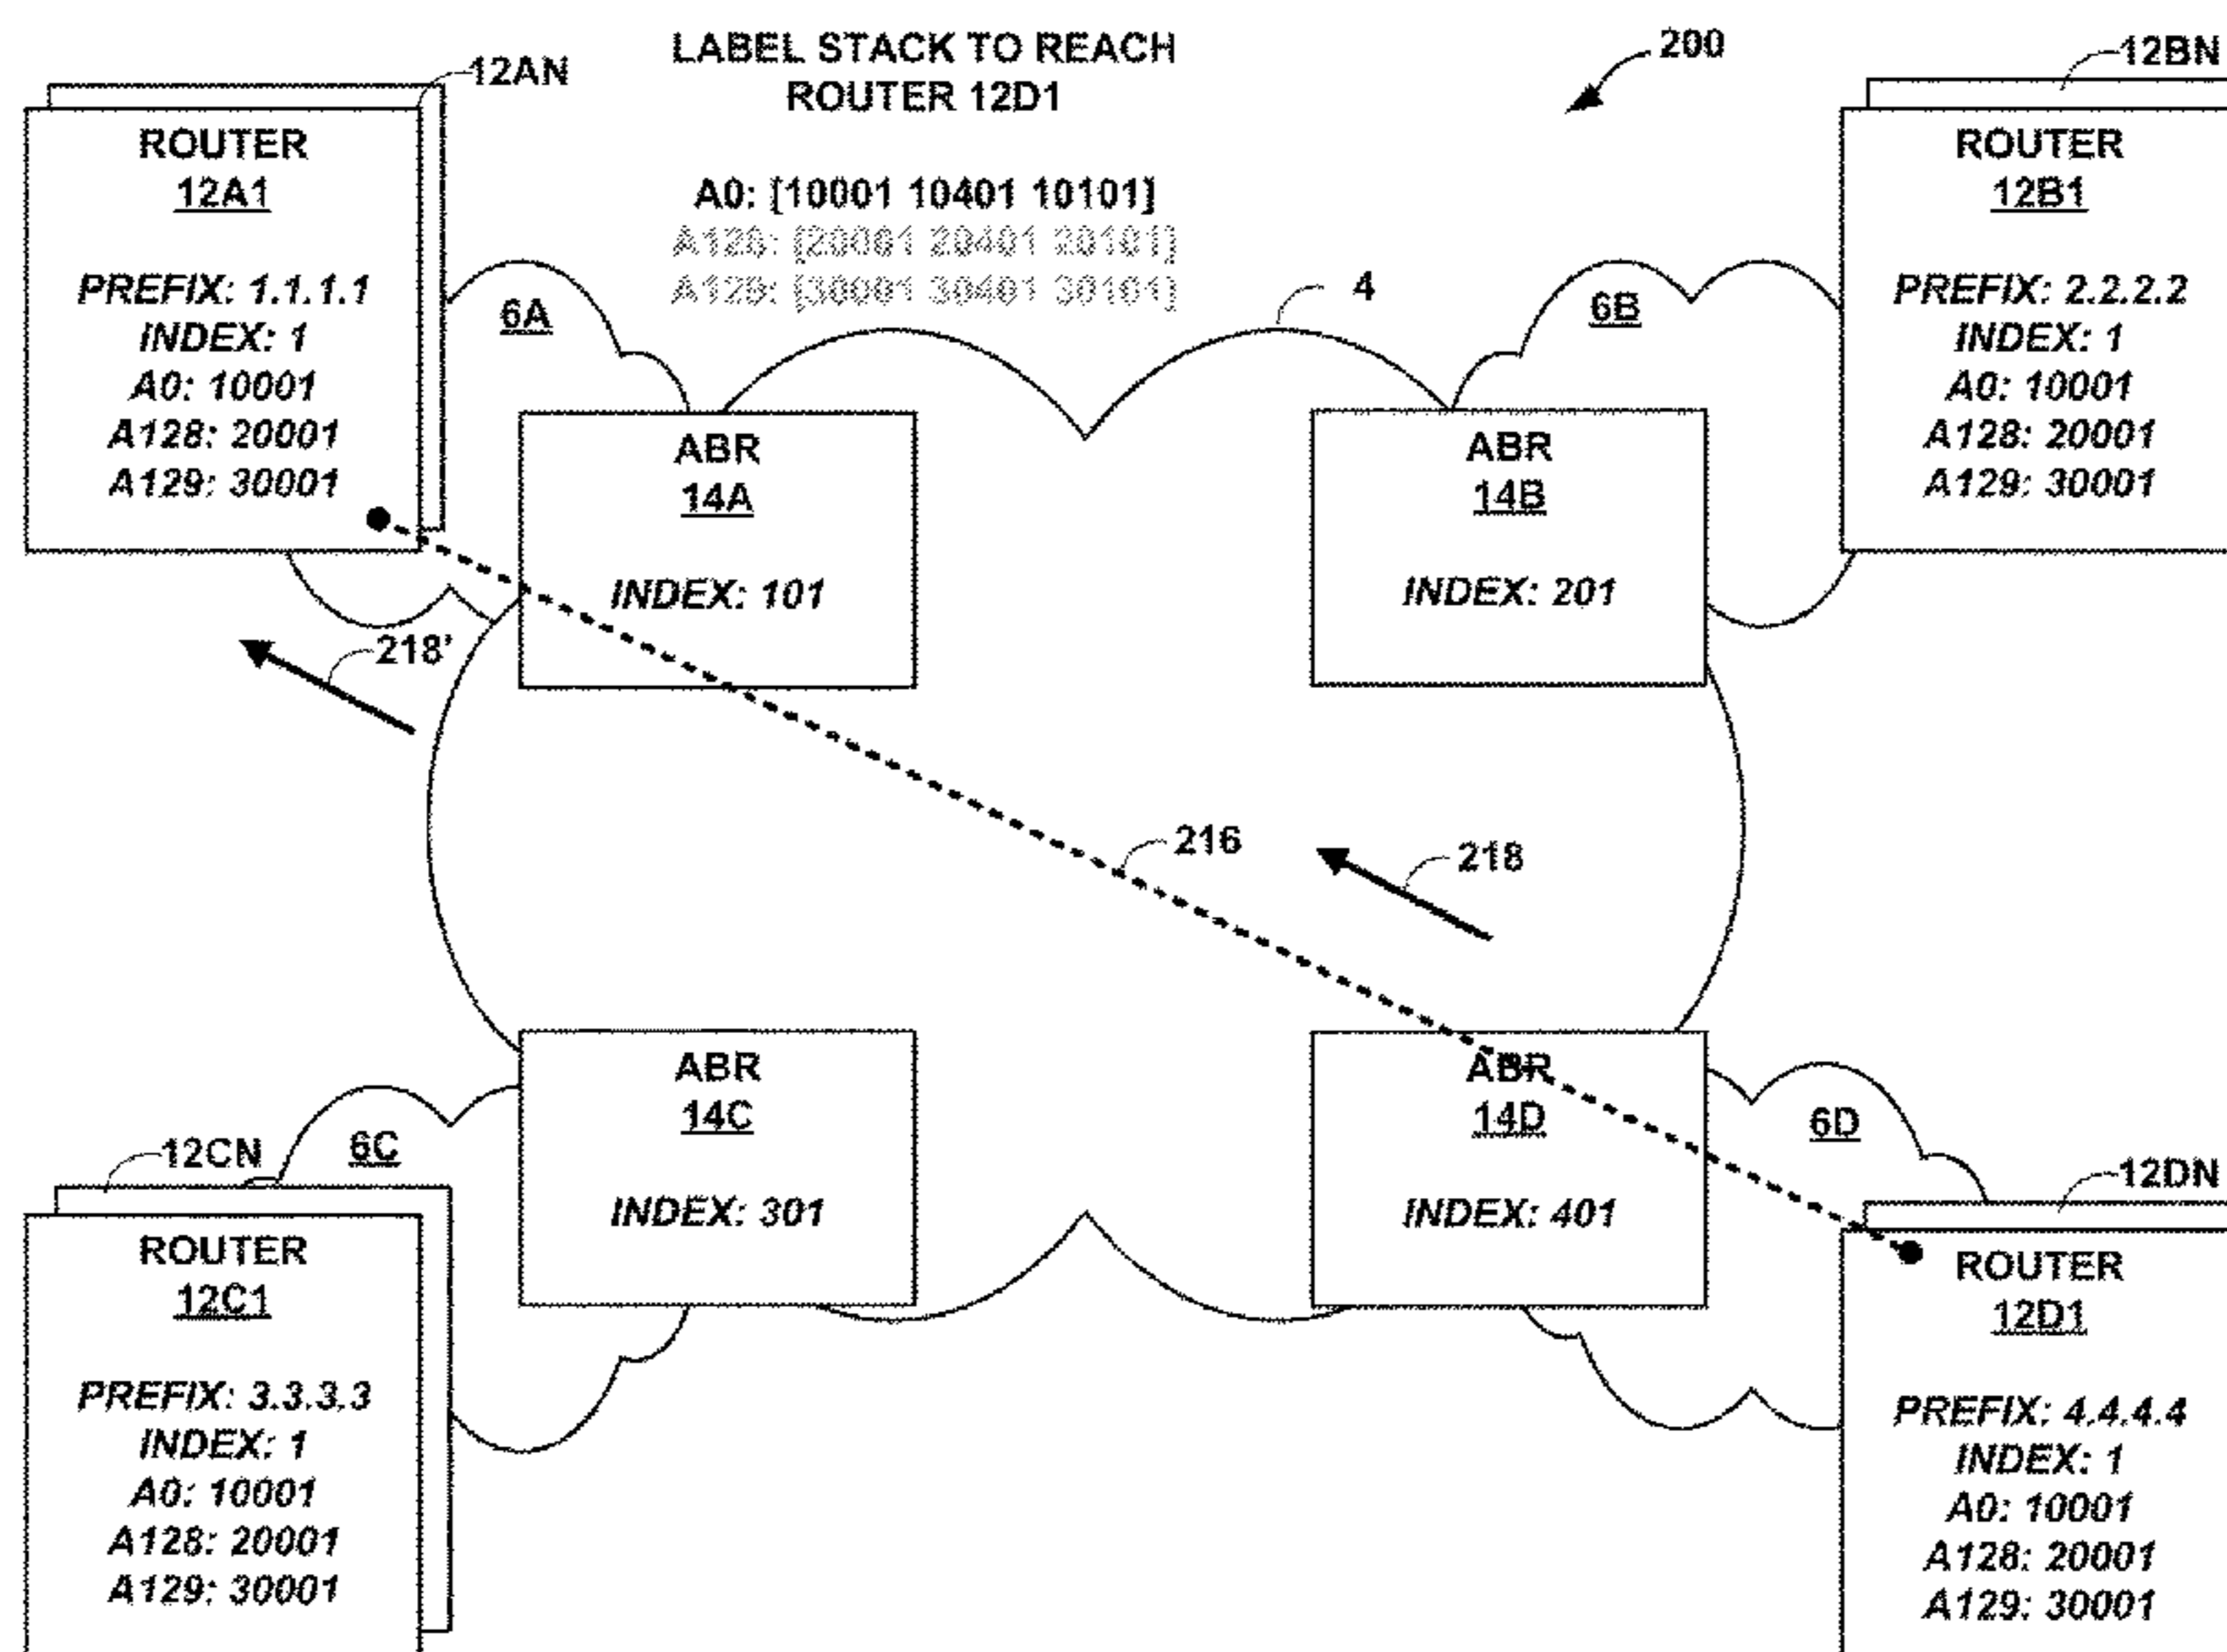 LABEL STACK TO REACH
ROUTER 12D1
200
A0: [10001 10401 10101]
A128: [20001 20401 20101]
A129: [30001 30401 30101]
12AN
ROUTER
12A1
PREFIX: 1.1.1.1
INDEX: 1
A0: 10001
A128: 20001
A129: 30001
12BN
ROUTER
12B1
PREFIX: 2.2.2.2
INDEX: 1
A0: 10001
A128: 20001
A129: 30001
6A
4
6B
ABR
14A
INDEX: 101
ABR
14B
INDEX: 201
218'
216
218
ABR
14C
INDEX: 301
ABR
14D
INDEX: 401
6C
6D
12CN
ROUTER
12C1
PREFIX: 3.3.3.3
INDEX: 1
A0: 10001
A128: 20001
A129: 30001
12DN
ROUTER
12D1
PREFIX: 4.4.4.4
INDEX: 1
A0: 10001
A128: 20001
A129: 30001